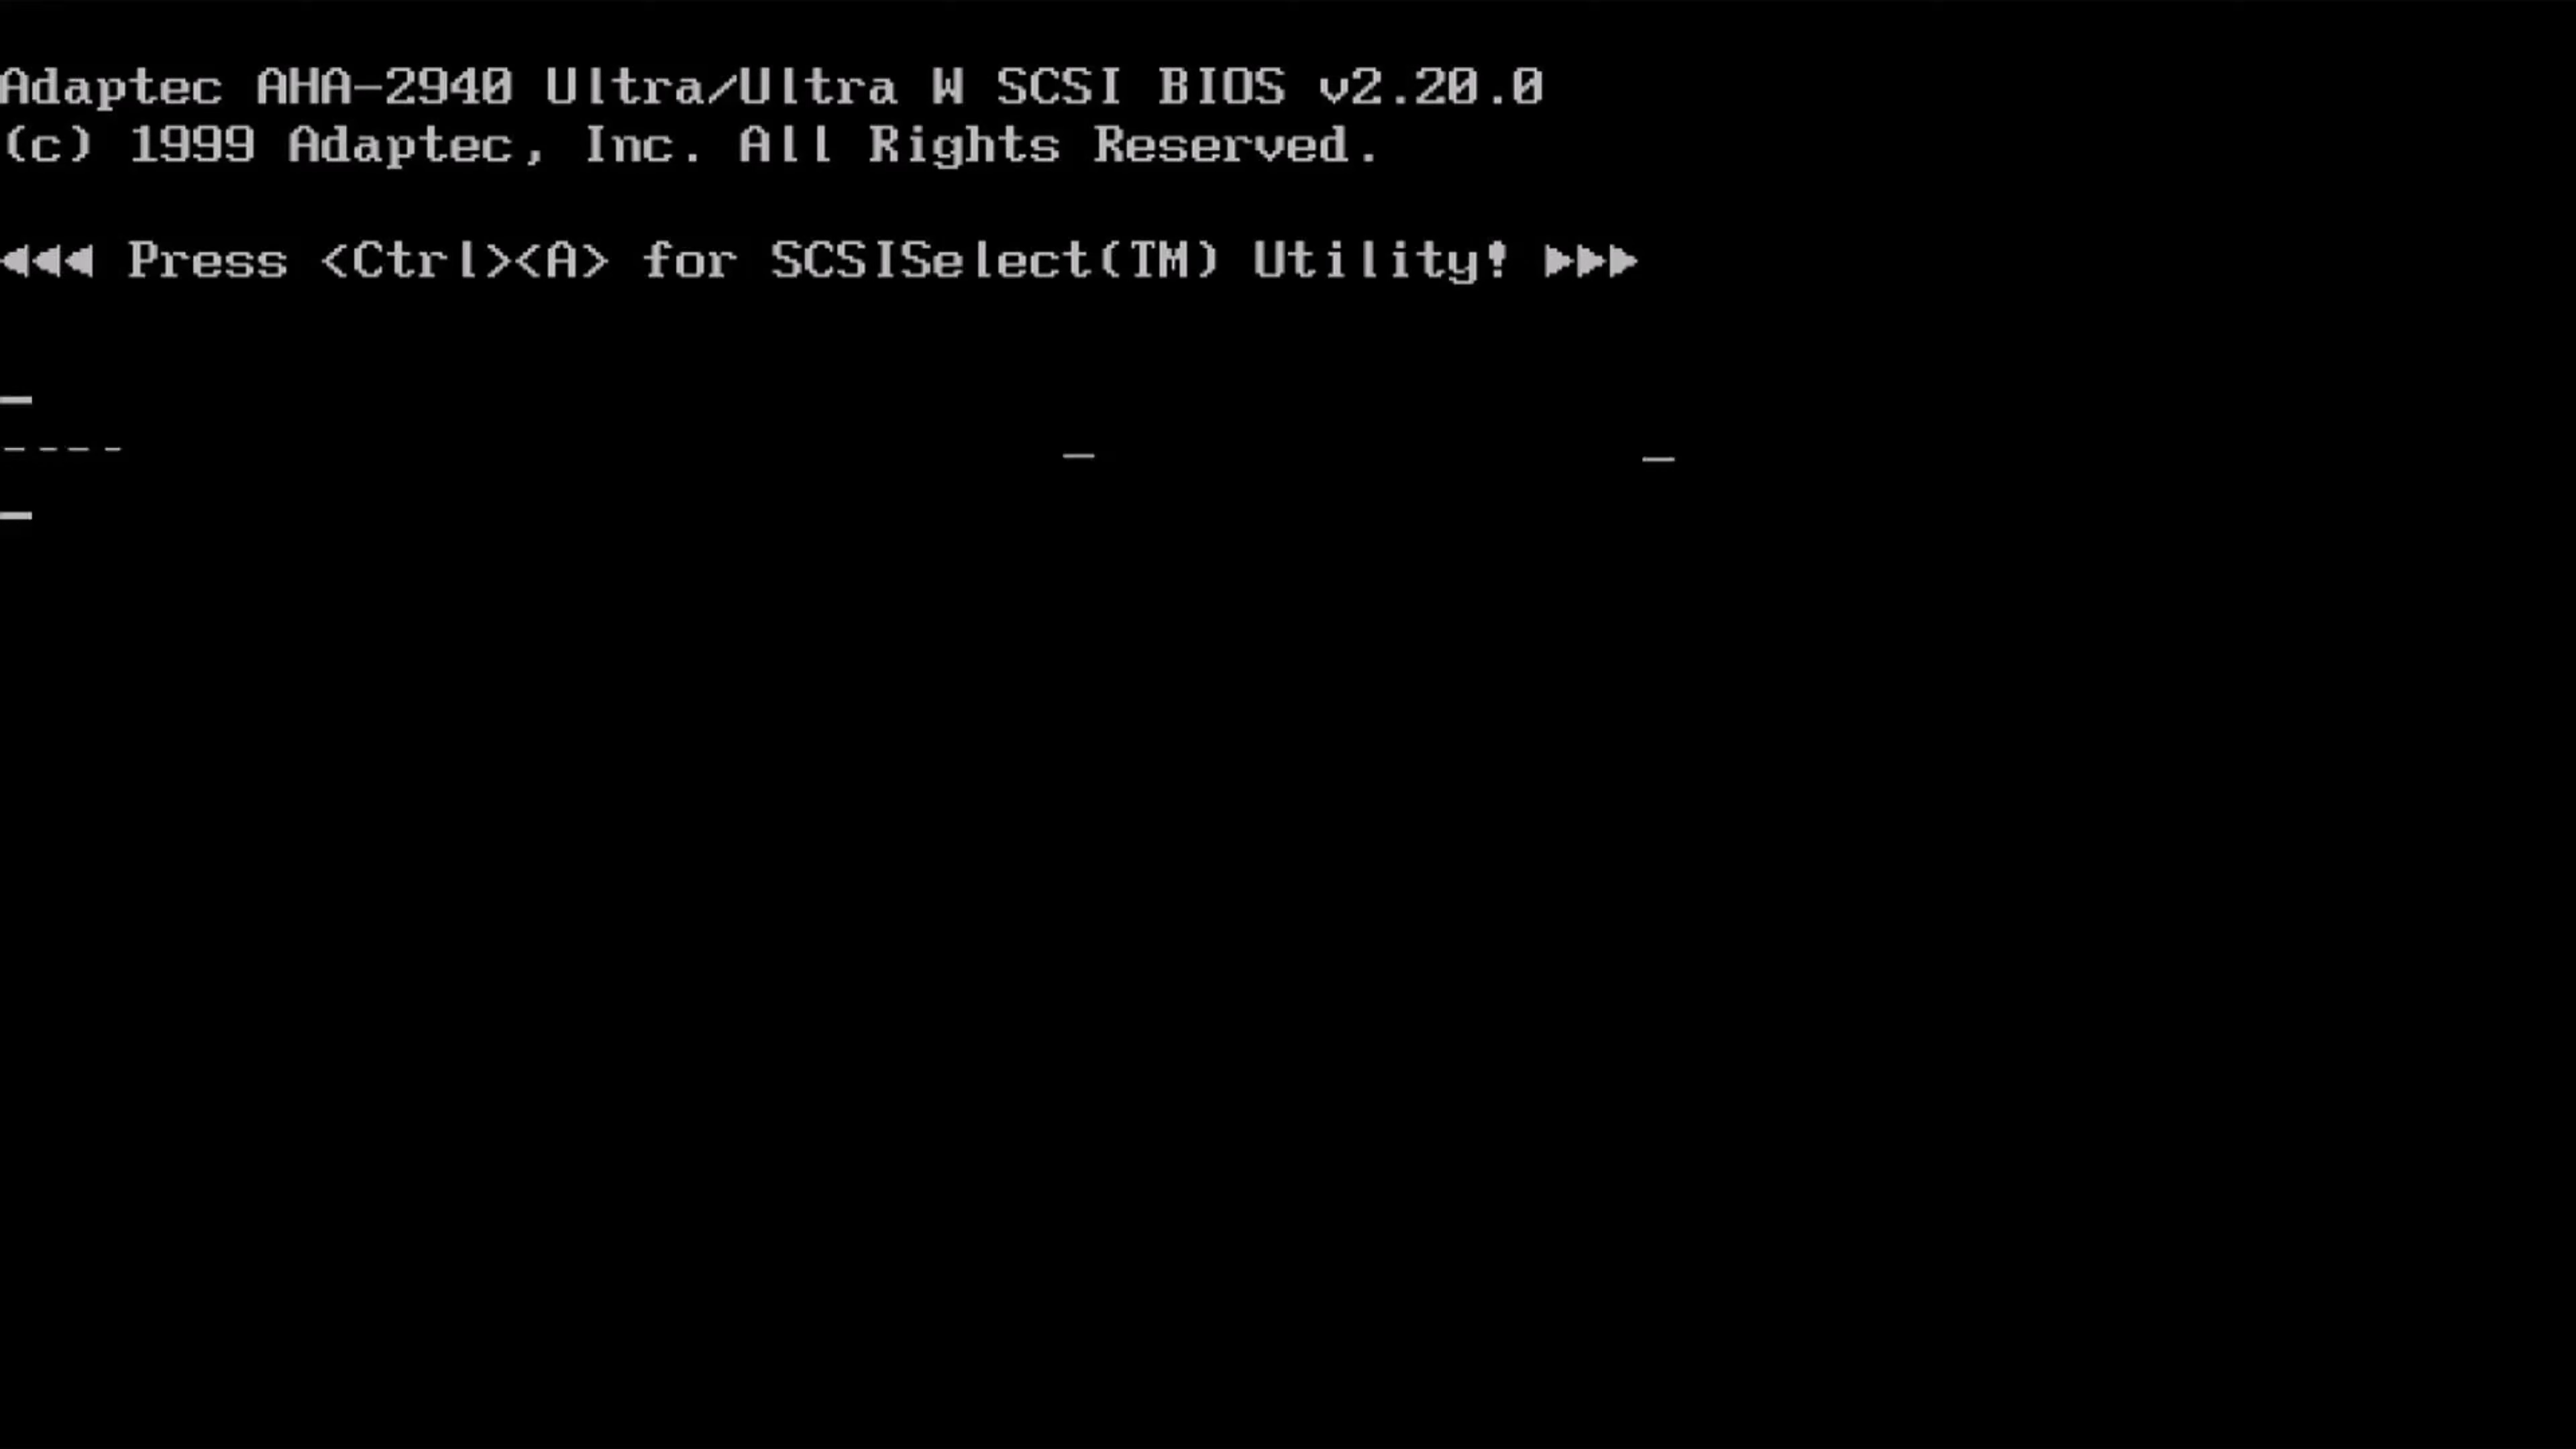 Adaptec AHA-2940 Ultra/Ultra W SCSI BIOS v2.20.0
(c) 1999 Adaptec, Inc. All Rights Reserved.
◄◄◄ Press <Ctrl><A> for SCSISelect(TM) Utility! ►►►